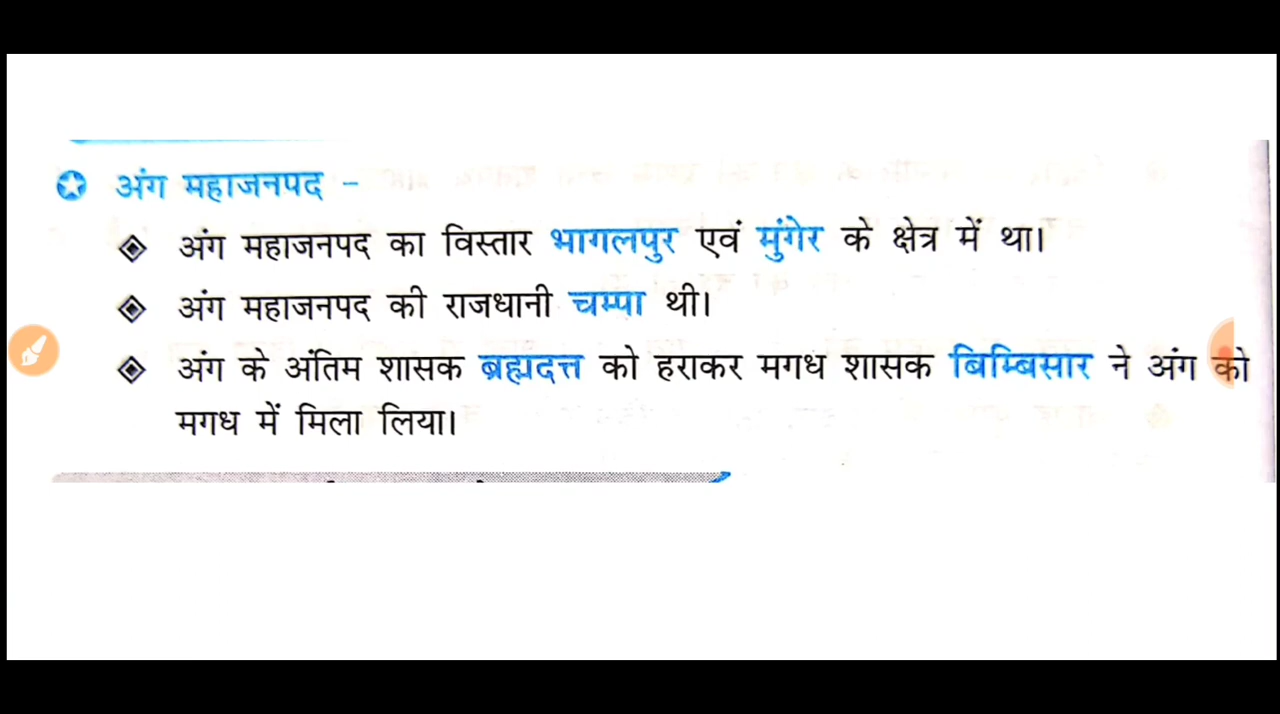 अंग महाजनपद –
अंग महाजनपद का विस्तार भागलपुर एवं मुंगेर के क्षेत्र में था।
अंग महाजनपद की राजधानी चम्पा थी।
अंग के अंतिम शासक ब्रह्मदत्त को हराकर मगध शासक बिम्बिसार ने अंग को
मगध में मिला लिया।